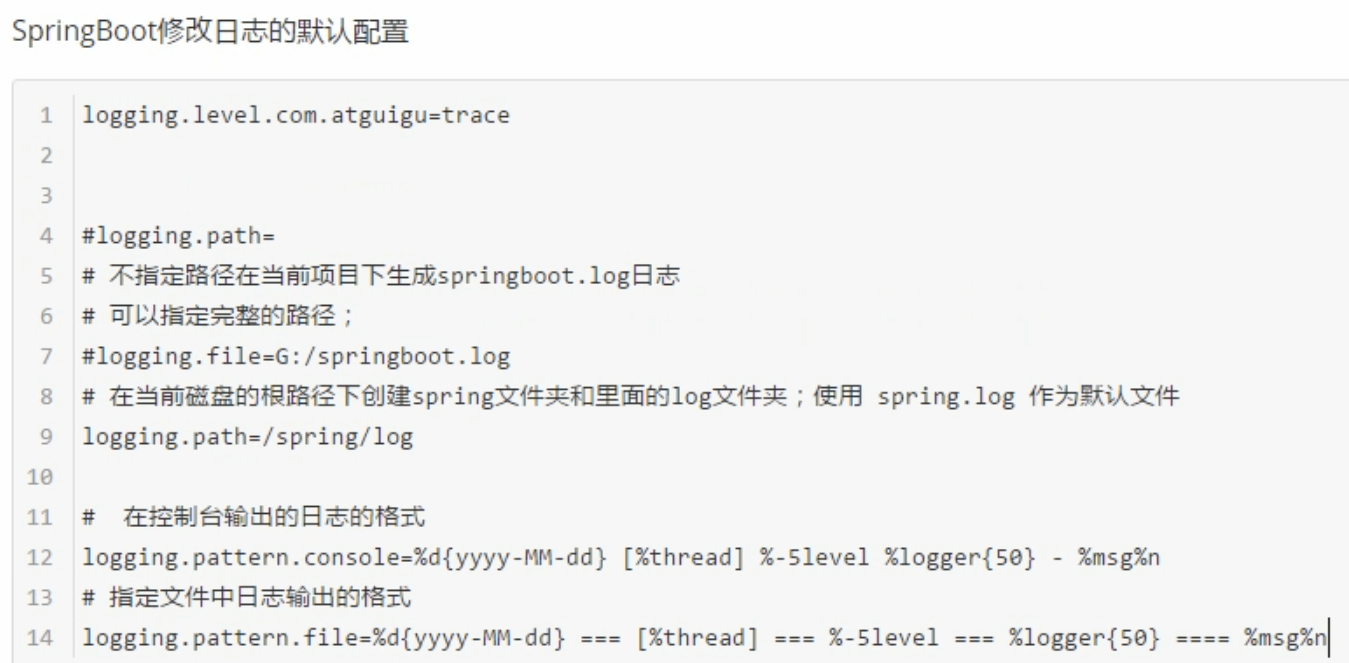 SpringBoot修改日志的默认配置
1 logging.level.com.atguigu=trace
2
3
4 #logging.path=
5 # 不指定路径在当前项目下生成springboot.log日志
6 # 可以指定完整的路径；
7 #logging.file=G:/springboot.log
8 # 在当前磁盘的根路径下创建spring文件夹和里面的log文件夹；使用 spring.log 作为默认文件
9 logging.path=/spring/log
10
11 #  在控制台输出的日志的格式
12 logging.pattern.console=%d{yyyy-MM-dd} [%thread] %-5level %logger{50} - %msg%n
13 # 指定文件中日志输出的格式
14 logging.pattern.file=%d{yyyy-MM-dd} === [%thread] === %-5level === %logger{50} ==== %msg%n